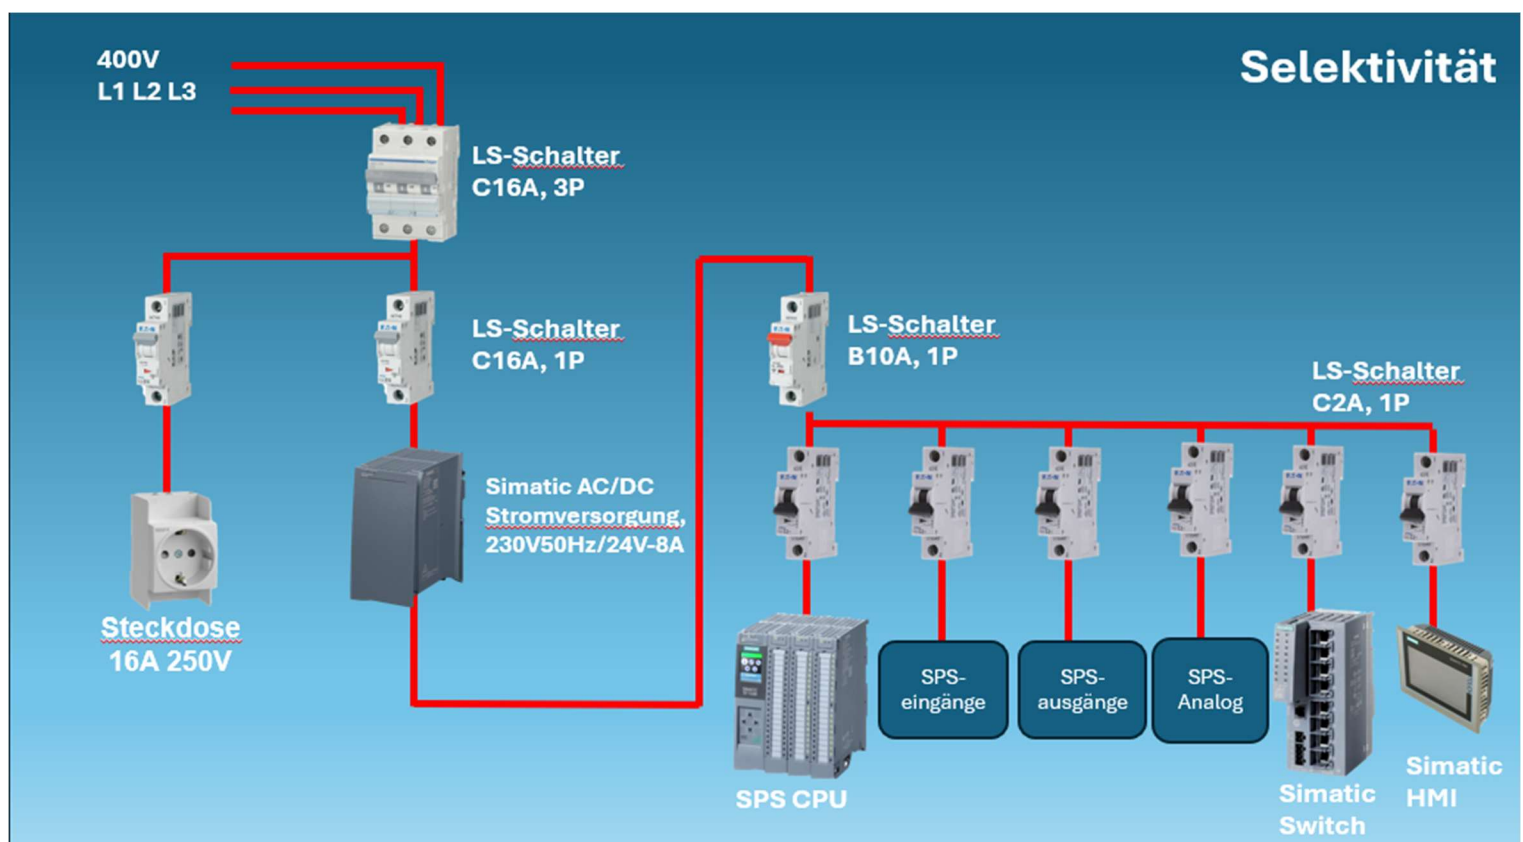 Selektivität
400V
L1 L2 L3
LS-Schalter
C16A, 3P
LS-Schalter
C16A, 1P
LS-Schalter
B10A, 1P
LS-Schalter
C2A, 1P
Simatic AC/DC
Stromversorgung,
230V50Hz/24V-8A
Steckdose
16A 250V
SPS CPU
SPS-
eingänge
SPS-
ausgänge
SPS-
Analog
Simatic
Switch
Simatic
HMI